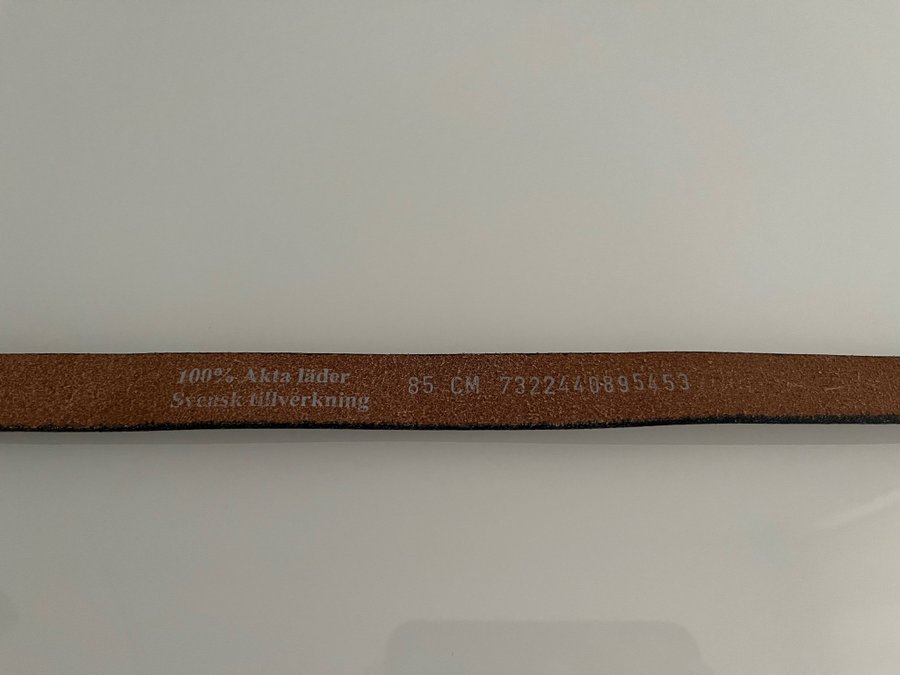 100% Äkta läder
Svensk tillverkning
85 CM 7322440895453